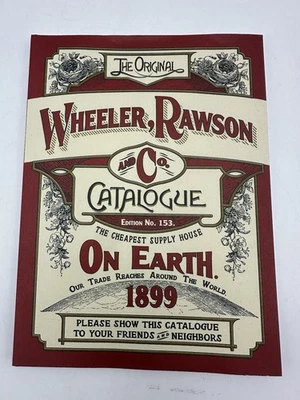 THE ORIGINAL
WHEELER, RAWSON
AND CO.
CATALOGUE
EDITION NO. 153.
THE CHEAPEST SUPPLY HOUSE
ON EARTH.
OUR TRADE REACHES AROUND THE WORLD.
1899
PLEASE SHOW THIS CATALOGUE
TO YOUR FRIENDS AND NEIGHBORS